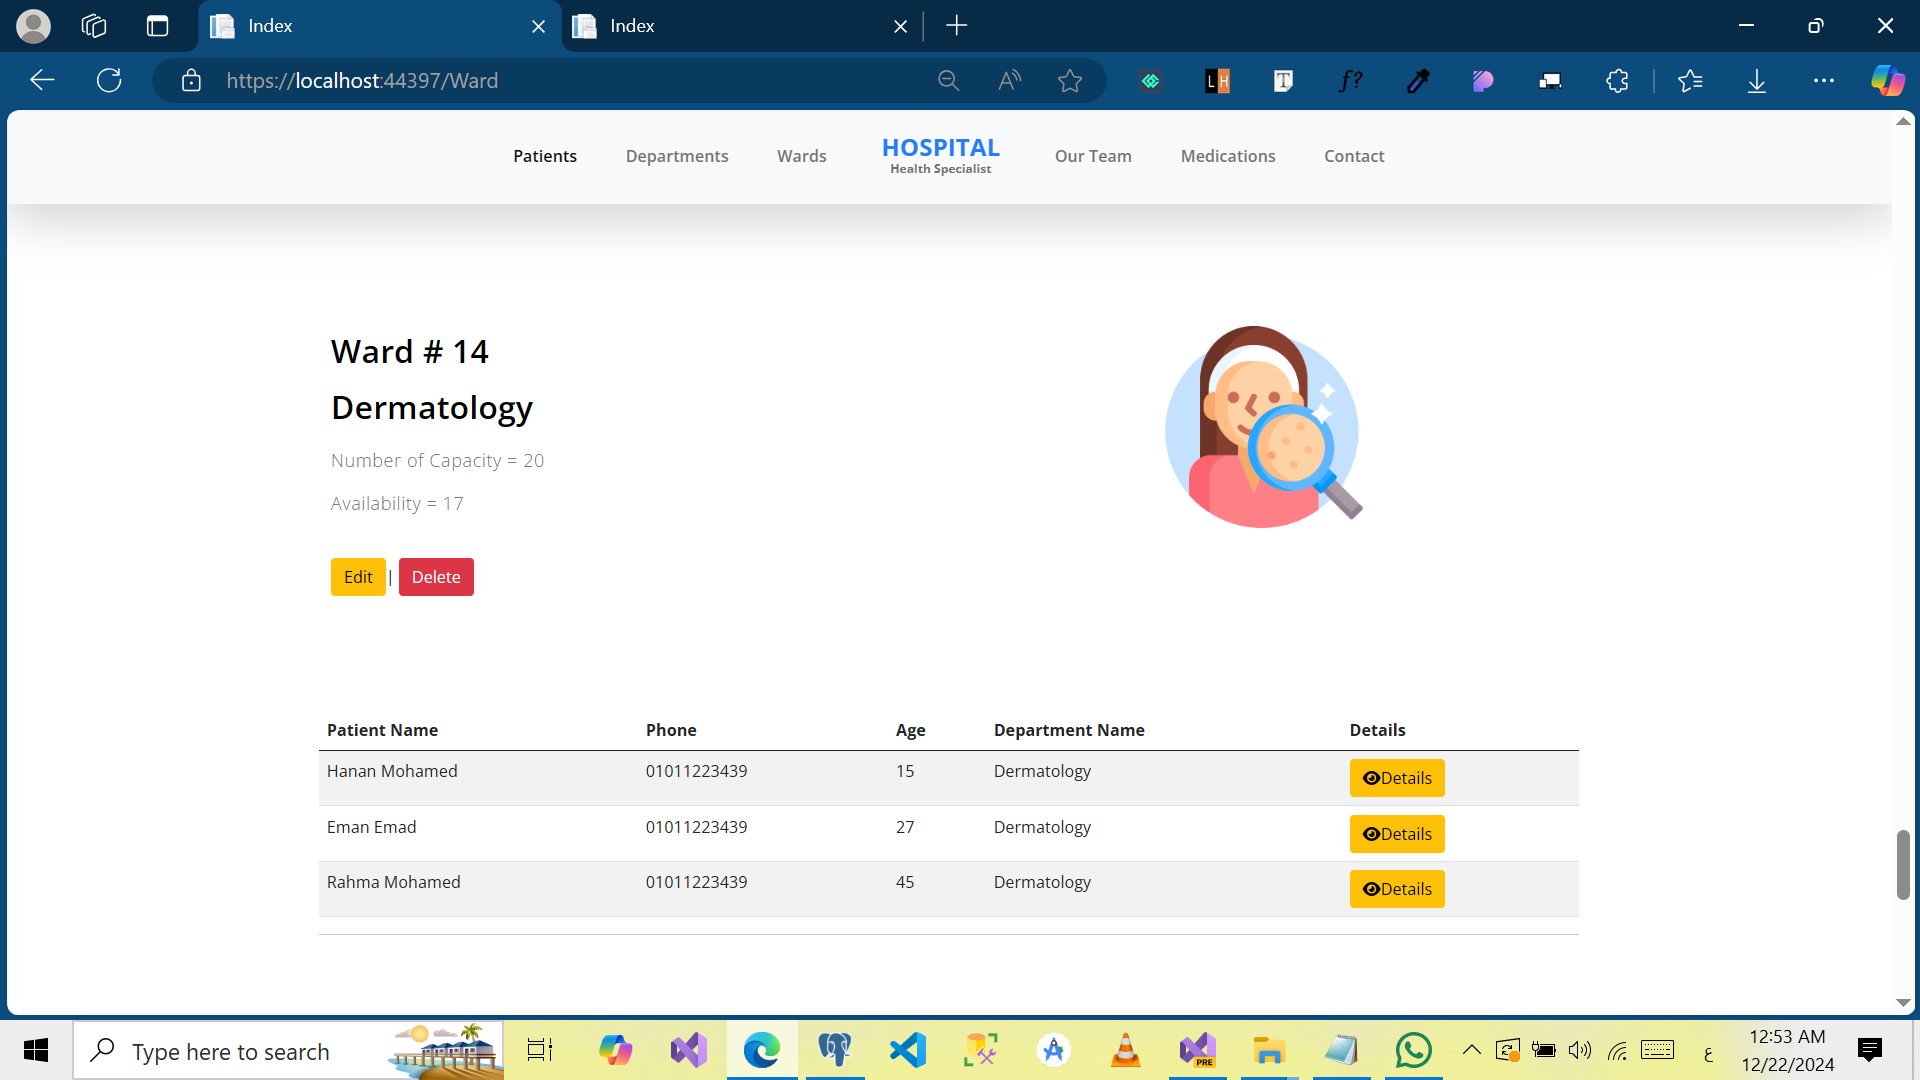 Index
Index
https://localhost:44397/Ward
Patients
Departments
Wards
HOSPITAL
Health Specialist
Our Team
Medications
Contact
Ward # 14
Dermatology
Number of Capacity = 20
Availability = 17
Edit | Delete
Patient Name Phone Age Department Name Details
Hanan Mohamed 01011223439 15 Dermatology Details
Eman Emad 01011223439 27 Dermatology Details
Rahma Mohamed 01011223439 45 Dermatology Details
Type here to search
PRE
ع
12:53 AM
12/22/2024